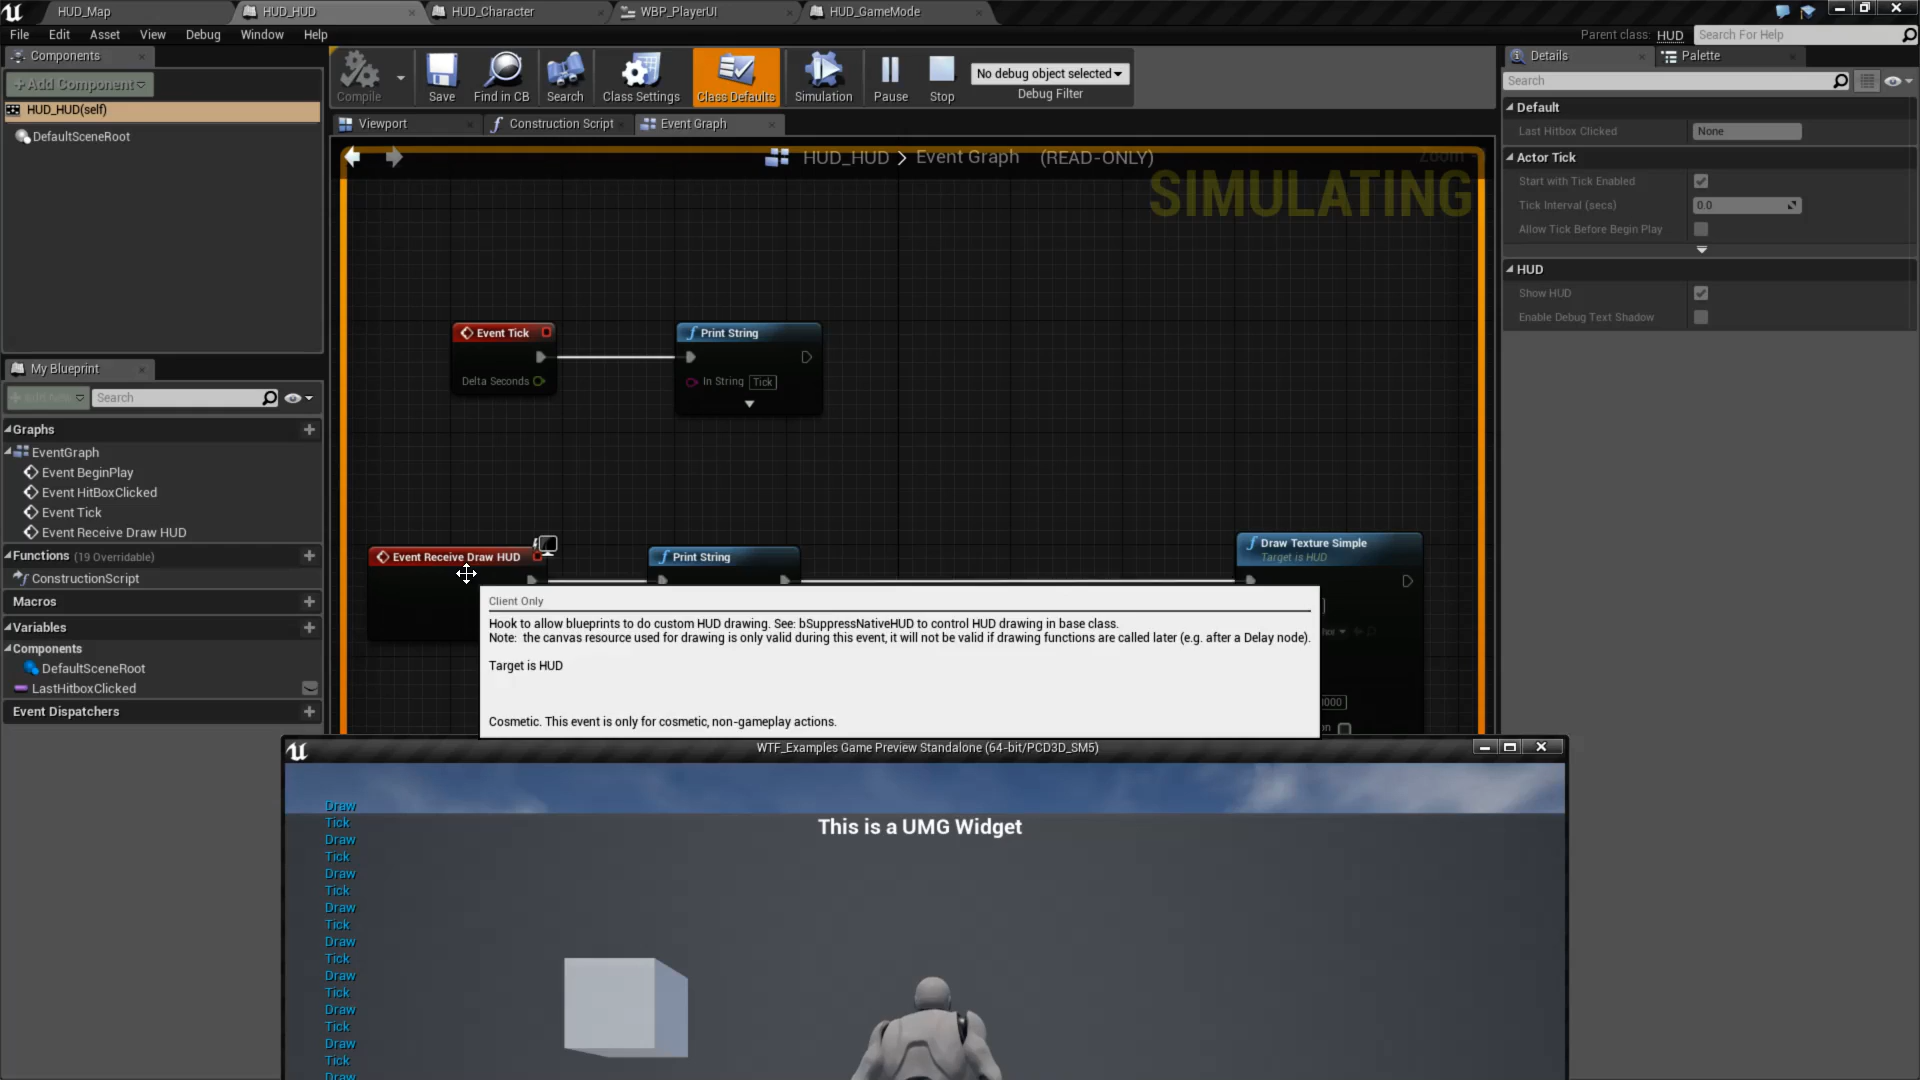 HUD_Map
HUD_HUD
HUD_Character
WBP_PlayerUI
HUD_GameMode
File Edit Asset View Debug Window Help
Parent class: HUD
Search For Help
Components
+Add Component
HUD_HUD(self)
DefaultSceneRoot
Compile
Save
Find in CB
Search
Class Settings
Class Defaults
Simulation
Pause
Stop
No debug object selected
Debug Filter
Viewport
Construction Script
Event Graph
HUD_HUD > Event Graph (READ-ONLY)
Zoom
SIMULATING
Event Tick
Delta Seconds
Print String
In String Tick
Event Receive Draw HUD
Print String
Draw Texture Simple
Target is HUD
Client Only
Hook to allow blueprints to do custom HUD drawing. See: bSuppressNativeHUD to control HUD drawing in base class.
Note: the canvas resource used for drawing is only valid during this event, it will not be valid if drawing functions are called later (e.g. after a Delay node).
Target is HUD
Cosmetic. This event is only for cosmetic, non-gameplay actions.
My Blueprint
Search
Graphs
EventGraph
Event BeginPlay
Event HitBoxClicked
Event Tick
Event Receive Draw HUD
Functions (19 Overridable)
ConstructionScript
Macros
Variables
Components
DefaultSceneRoot
LastHitboxClicked
Event Dispatchers
Details
Palette
Search
Default
Last Hitbox Clicked None
Actor Tick
Start with Tick Enabled
Tick Interval (secs) 0.0
Allow Tick Before Begin Play
HUD
Show HUD
Enable Debug Text Shadow
WTF_Examples Game Preview Standalone (64-bit/PCD3D_SM5)
This is a UMG Widget
Draw
Tick
Draw
Tick
Draw
Tick
Draw
Tick
Draw
Tick
Draw
Tick
Draw
Tick
Draw
Tick
Draw